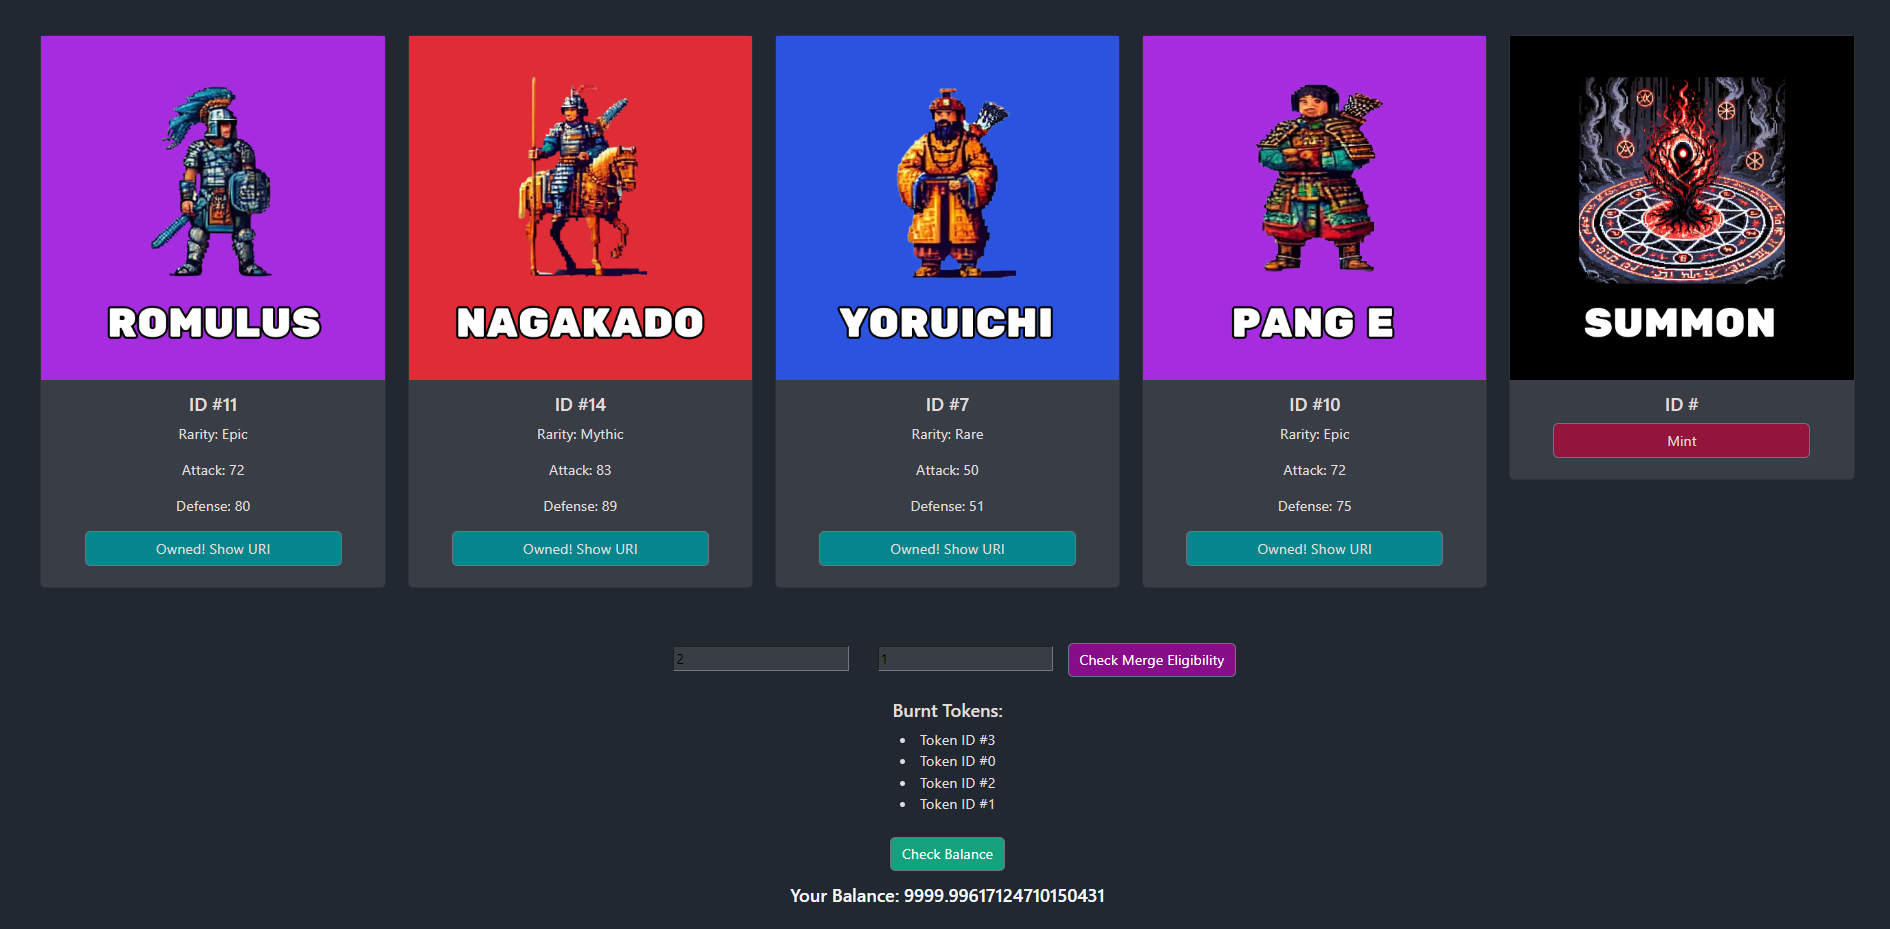 ROMULUS
ID #11
Rarity: Epic
Attack: 72
Defense: 80
Owned! Show URI
NAGAKADO
ID #14
Rarity: Mythic
Attack: 83
Defense: 89
Owned! Show URI
YORUICHI
ID #7
Rarity: Rare
Attack: 50
Defense: 51
Owned! Show URI
PANG E
ID #10
Rarity: Epic
Attack: 72
Defense: 75
Owned! Show URI
SUMMON
ID #
Mint
2
1
Check Merge Eligibility
Burnt Tokens:
Token ID #3
Token ID #0
Token ID #2
Token ID #1
Check Balance
Your Balance: 9999.99617124710150431